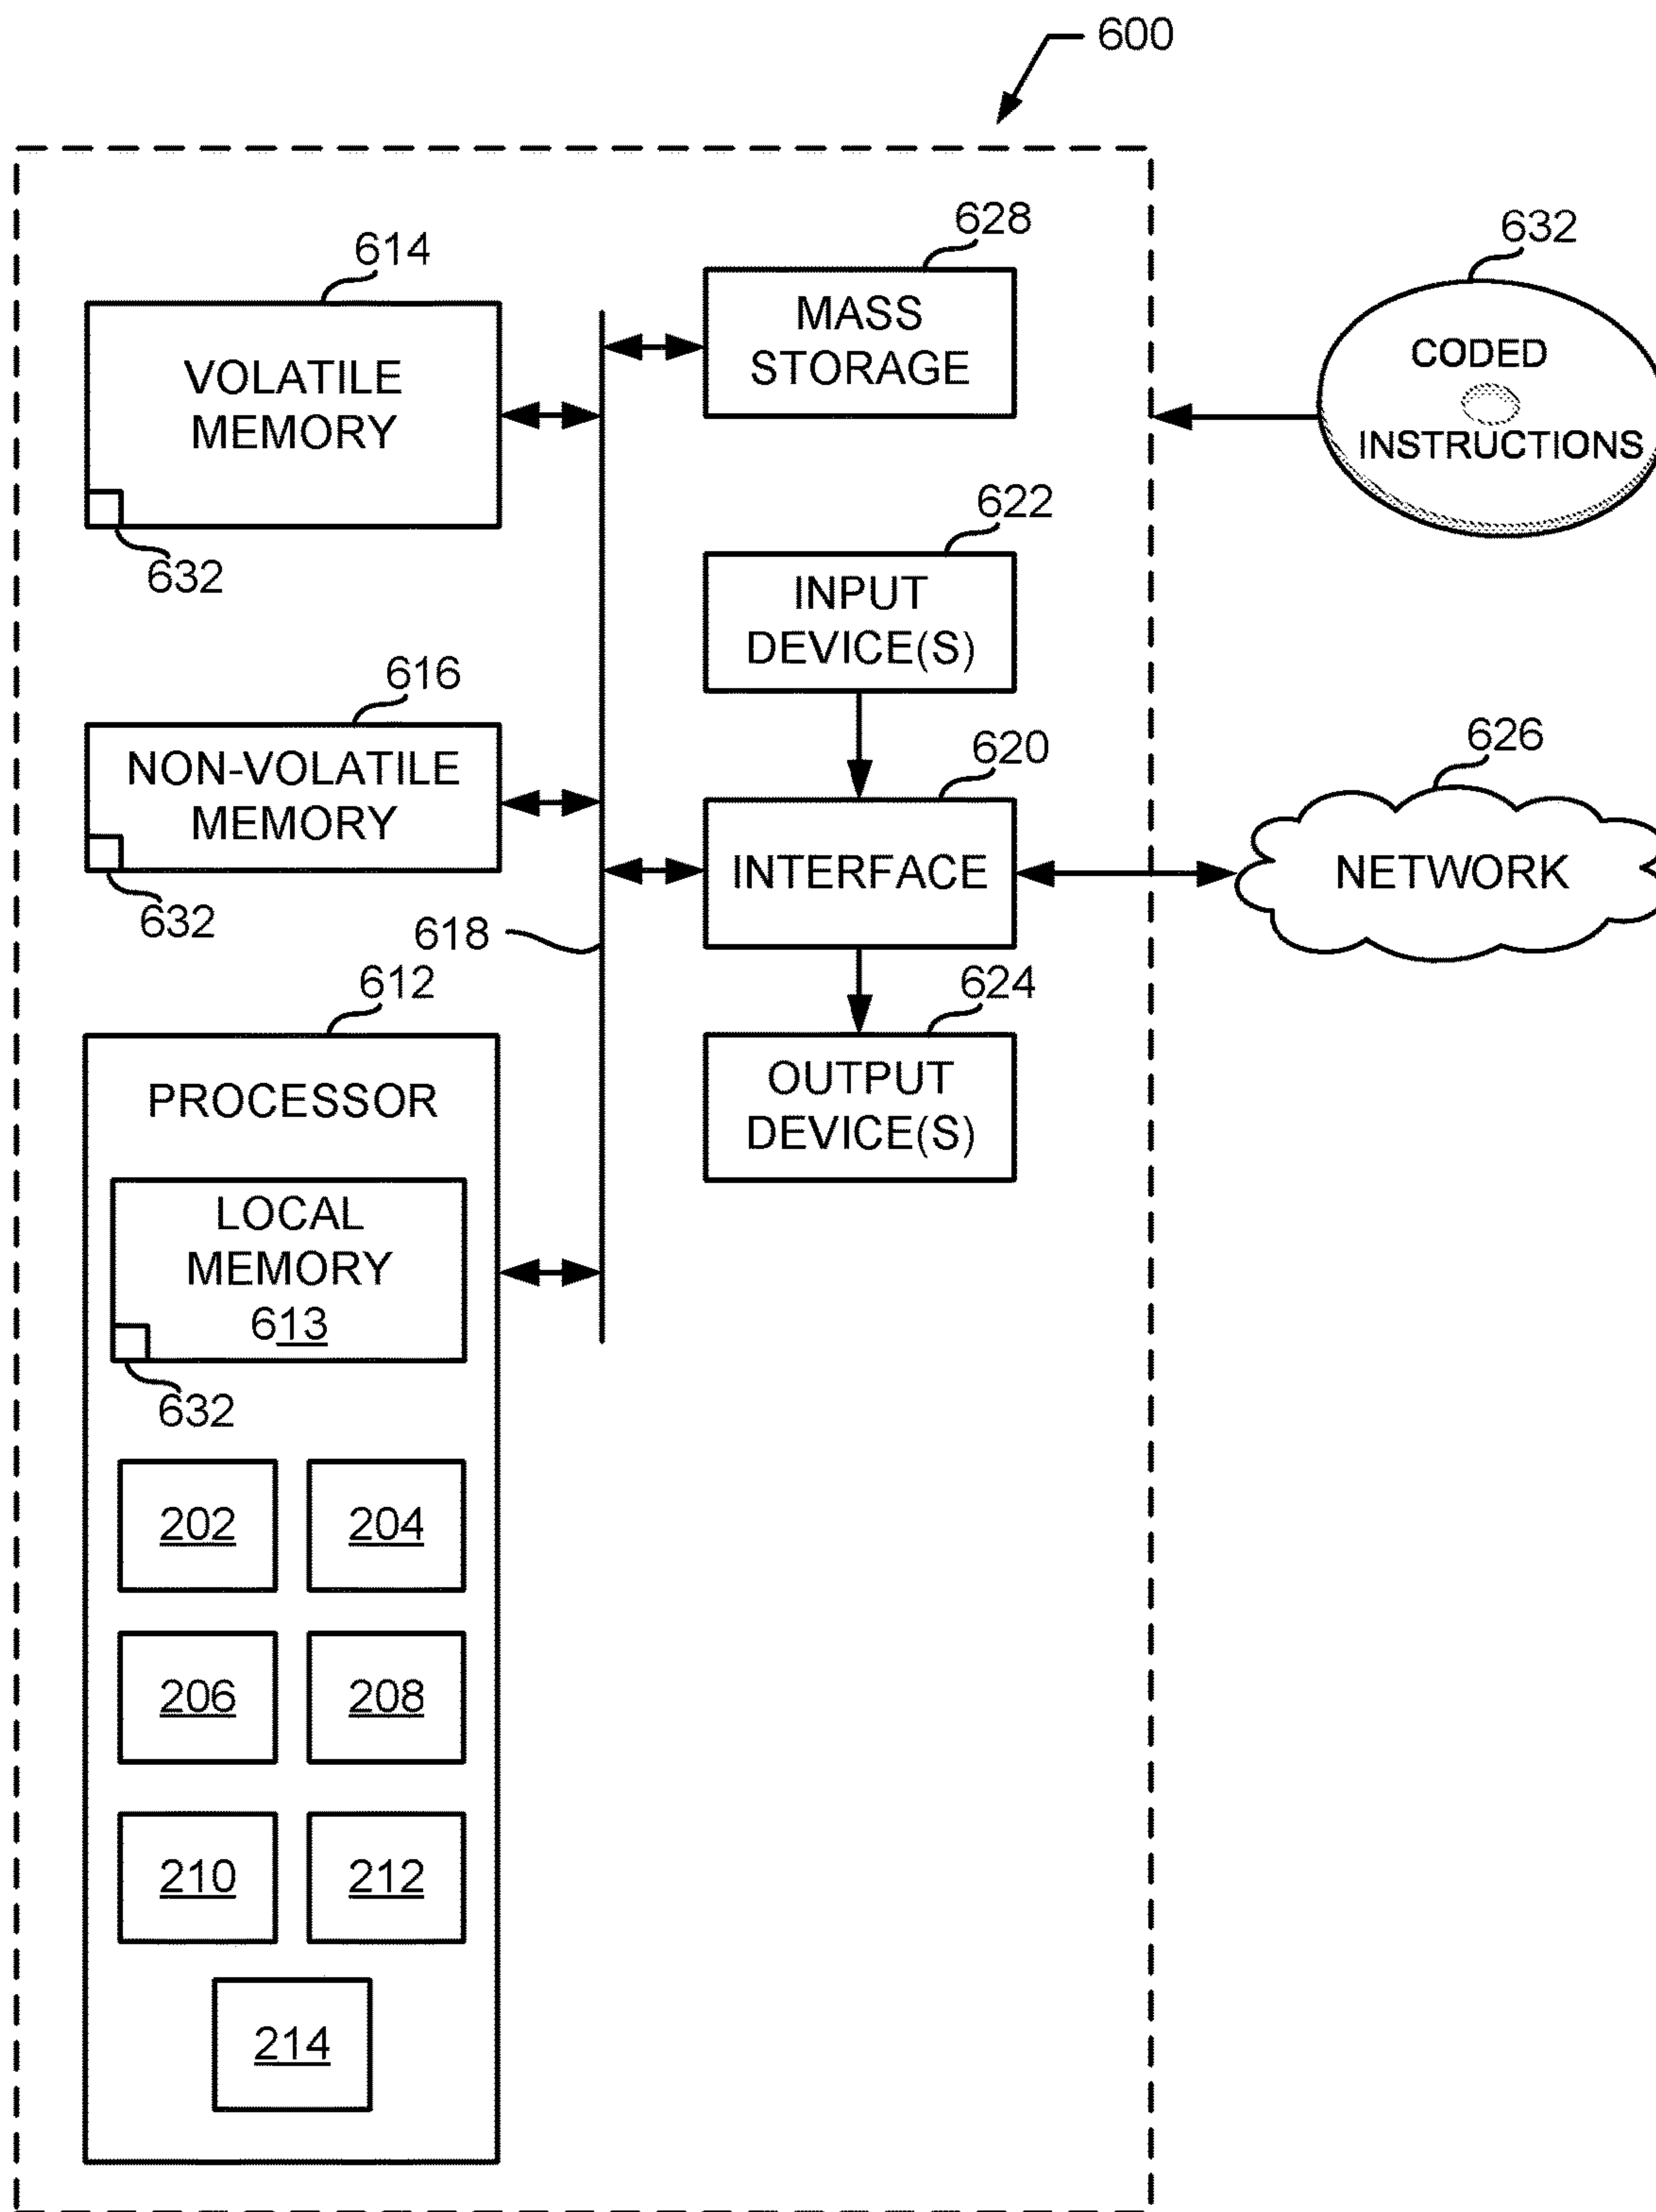 600
628
632
614
MASS
STORAGE
CODED
INSTRUCTIONS
VOLATILE
MEMORY
622
632
INPUT
DEVICE(S)
616
620
626
NON-VOLATILE
MEMORY
INTERFACE
NETWORK
632
618
612
624
PROCESSOR
OUTPUT
DEVICE(S)
LOCAL
MEMORY
613
632
202
204
206
208
210
212
214